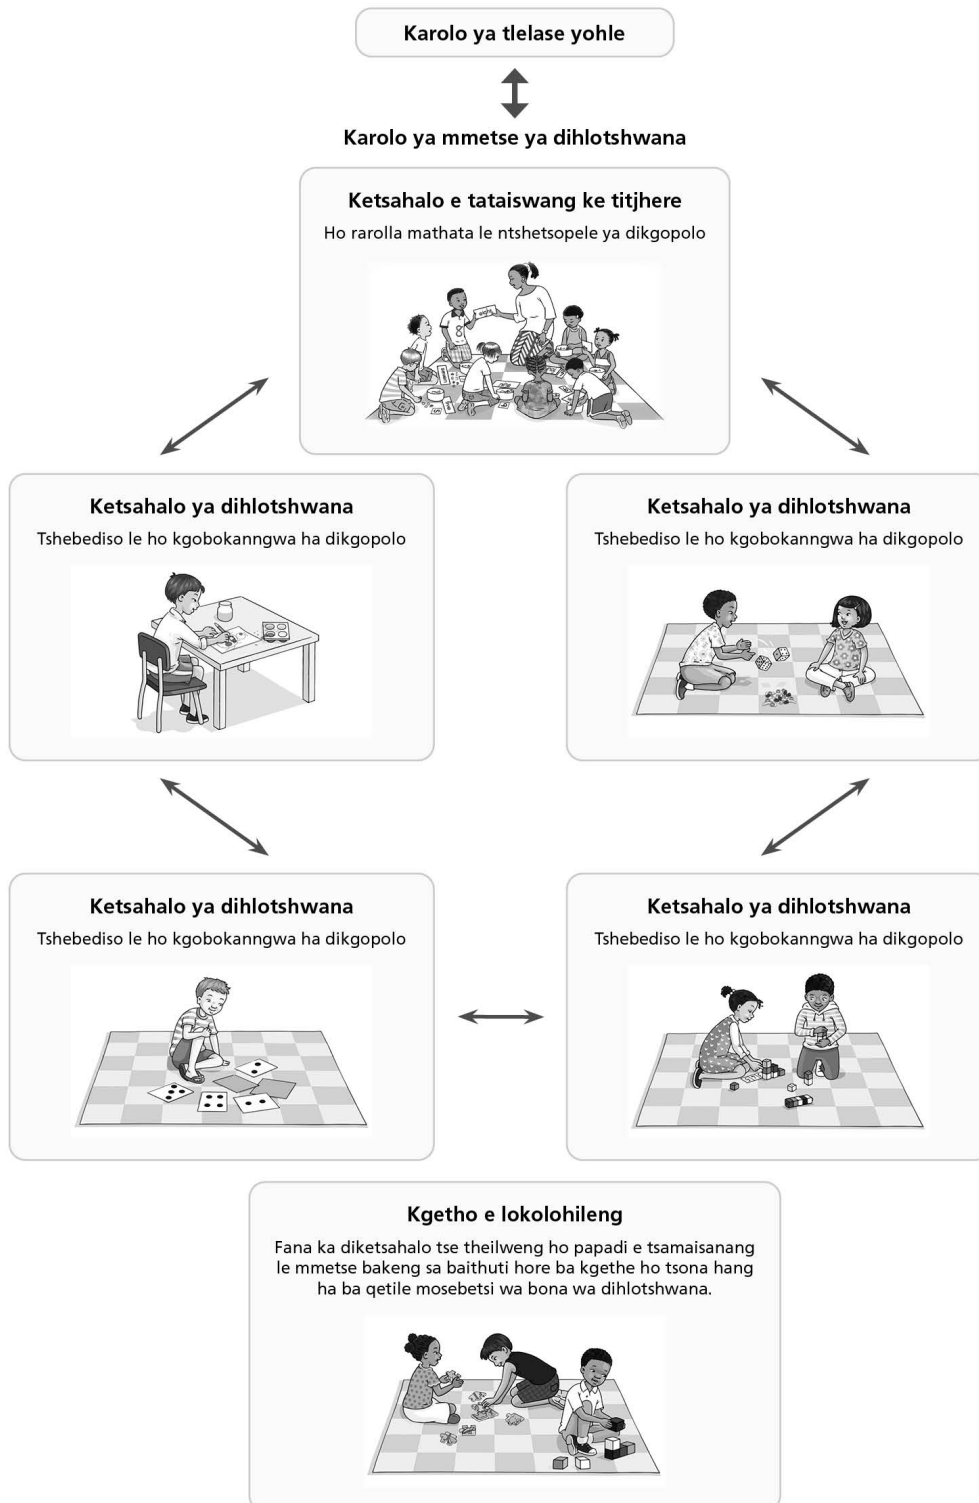 Karolo ya tlelase yohle
Karolo ya mmetse ya dihlotshwana
Ketsahalo e tataiswang ke titjhere
Ho rarolla mathata le ntshetsopele ya dikgopolo
eight
Ketsahalo ya dihlotshwana
Tshebediso le ho kgobokanngwa ha dikgopolo
Ketsahalo ya dihlotshwana
Tshebediso le ho kgobokanngwa ha dikgopolo
Ketsahalo ya dihlotshwana
Tshebediso le ho kgobokanngwa ha dikgopolo
Ketsahalo ya dihlotshwana
Tshebediso le ho kgobokanngwa ha dikgopolo
Kgetho e lokolohileng
Fana ka diketsahalo tse theilweng ho papadi e tsamaisanang
le mmetse bakeng sa baithuti hore ba kgethe ho tsona hang
ha ba qetile mosebetsi wa bona wa dihlotshwana.